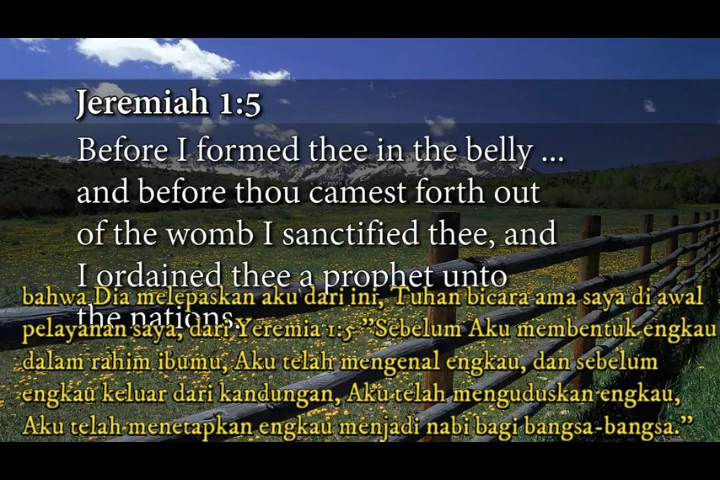 Jeremiah 1:5
Before I formed thee in the belly ...
and before thou camest forth out
of the womb I sanctified thee, and
I ordained thee a prophet unto
the nations.
bahwa Dia melepaskan aku dari ini, Tuhan bicara ama saya di awal
pelayanan saya, dari Yeremia 1:5 "Sebelum Aku membentuk engkau
dalam rahim ibumu, Aku telah mengenal engkau, dan sebelum
engkau keluar dari kandungan, Aku telah menguduskan engkau,
Aku telah menetapkan engkau menjadi nabi bagi bangsa-bangsa."